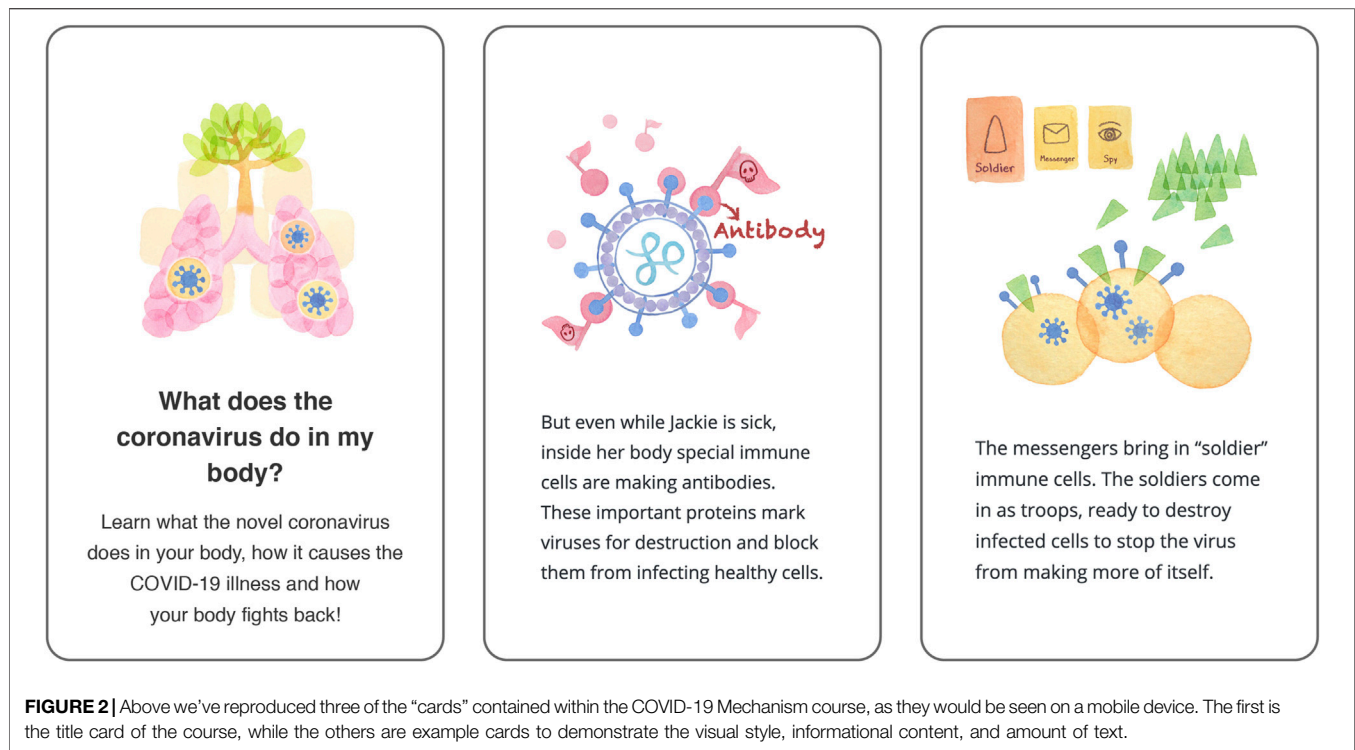 What does the
coronavirus do in my
body?
Learn what the novel coronavirus
does in your body, how it causes the
COVID-19 illness and how
your body fights back!
Antibody
But even while Jackie is sick,
inside her body special immune
cells are making antibodies.
These important proteins mark
viruses for destruction and block
them from infecting healthy cells.
Soldier
Messenger
Spy
The messengers bring in “soldier”
immune cells. The soldiers come
in as troops, ready to destroy
infected cells to stop the virus
from making more of itself.
FIGURE 2 | Above we’ve reproduced three of the “cards” contained within the COVID-19 Mechanism course, as they would be seen on a mobile device. The first is
the title card of the course, while the others are example cards to demonstrate the visual style, informational content, and amount of text.